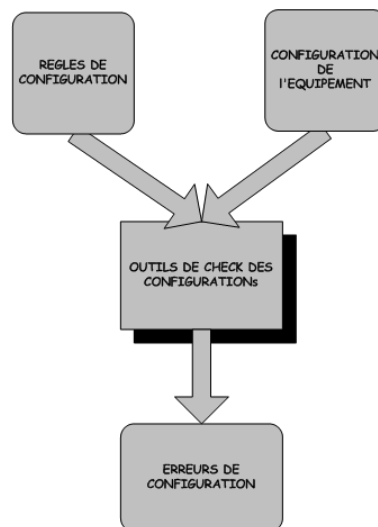 REGLES DE
CONFIGURATION
CONFIGURATION
DE
l'EQUIPEMENT
OUTILS DE CHECK DES
CONFIGURATIONs
ERREURS DE
CONFIGURATION